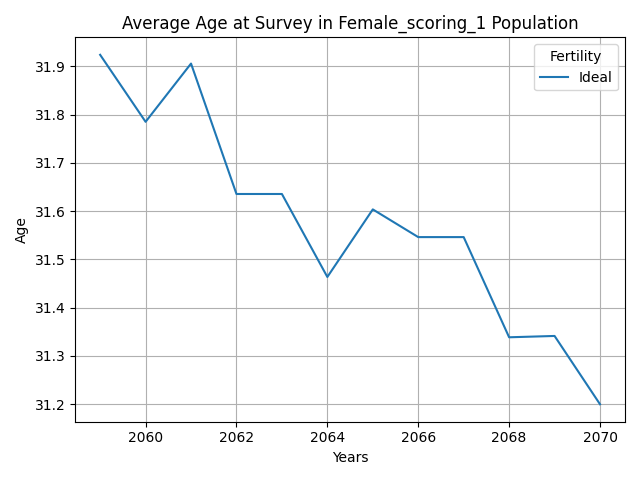 Average Age at Survey in Female_scoring_1 Population
Fertility
Ideal
31.9
31.8
31.7
31.6
31.5
31.4
31.3
31.2
Age
2060 2062 2064 2066 2068 2070
Years